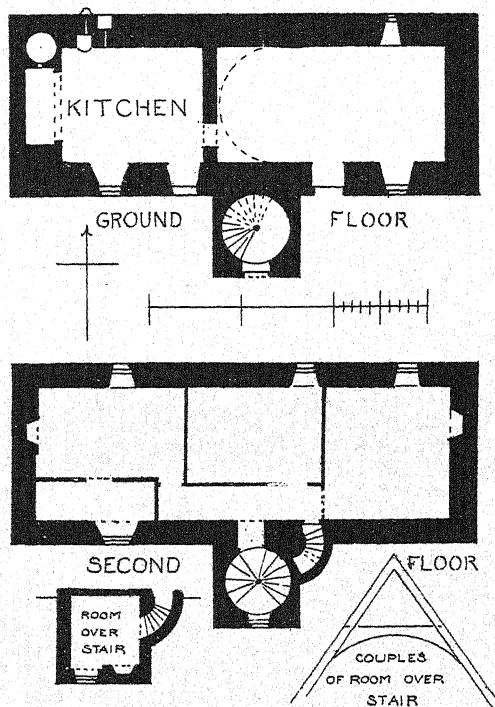 KITCHEN
GROUND FLOOR
SECOND FLOOR
ROOM
OVER
STAIR
COUPLES
OF ROOM OVER
STAIR